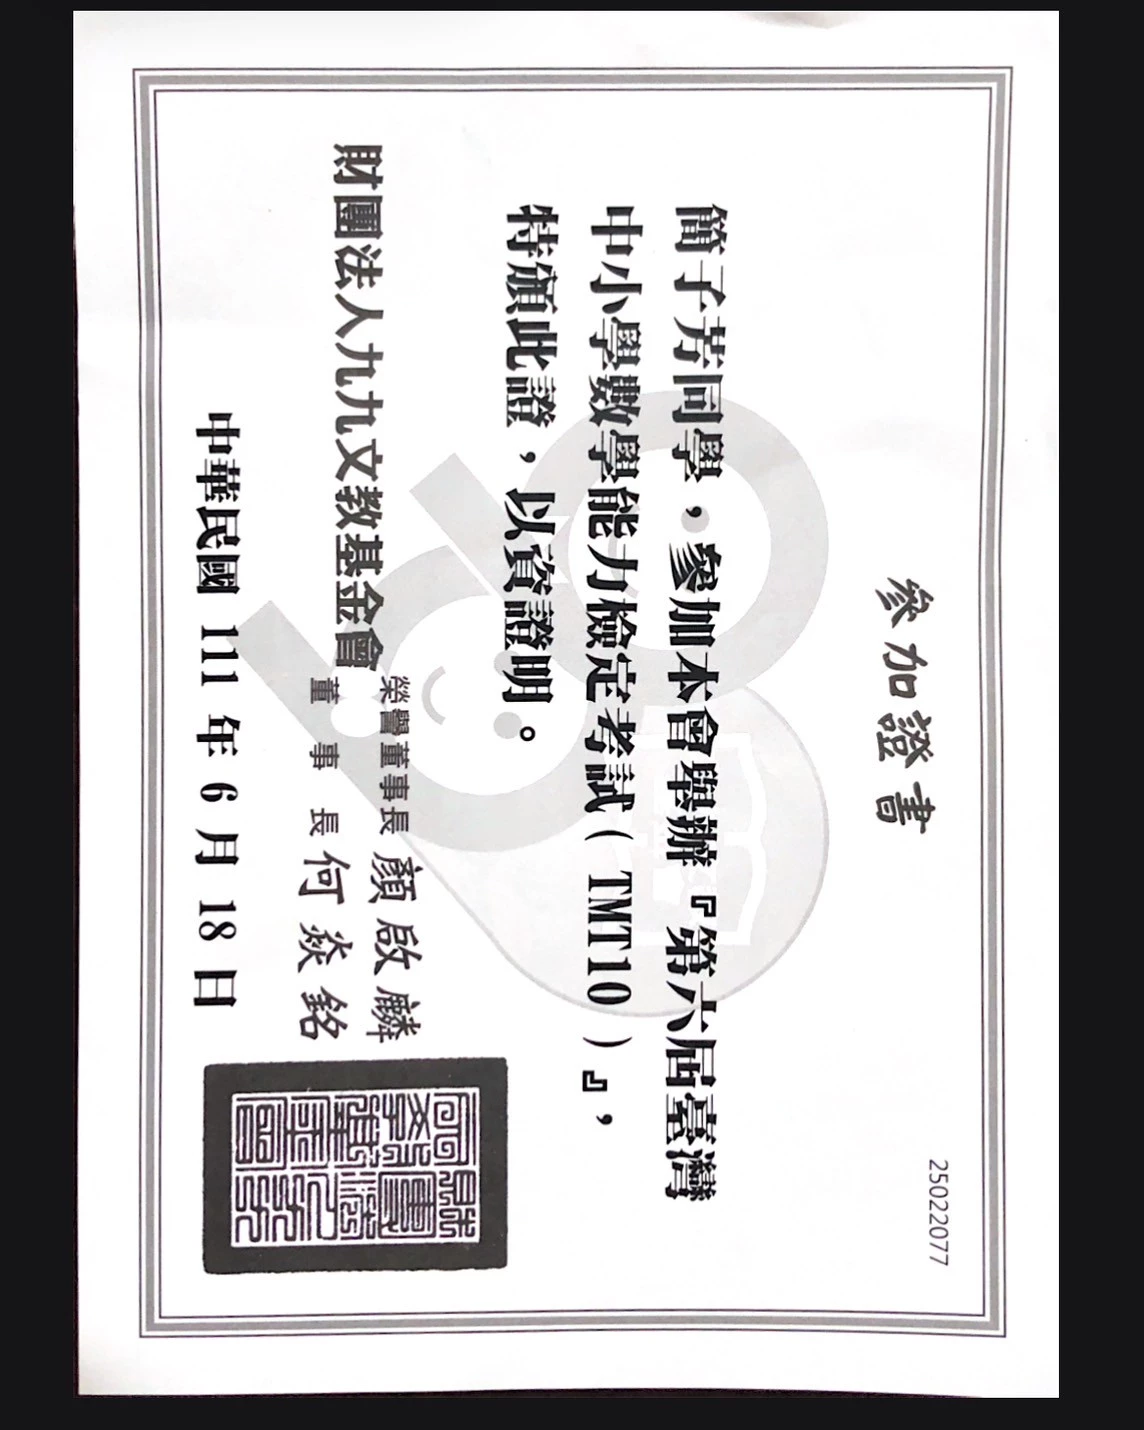 25022077
參加證書
簡子芳同學，參加本會舉辦『第六屆臺灣
中小學數學能力檢定考試(TMT10)』，
特頒此證，以資證明。
財團法人九九文教基金會
榮譽董事長 顏啟麟
董事長 何焱銘
中華民國 111 年 6 月 18 日